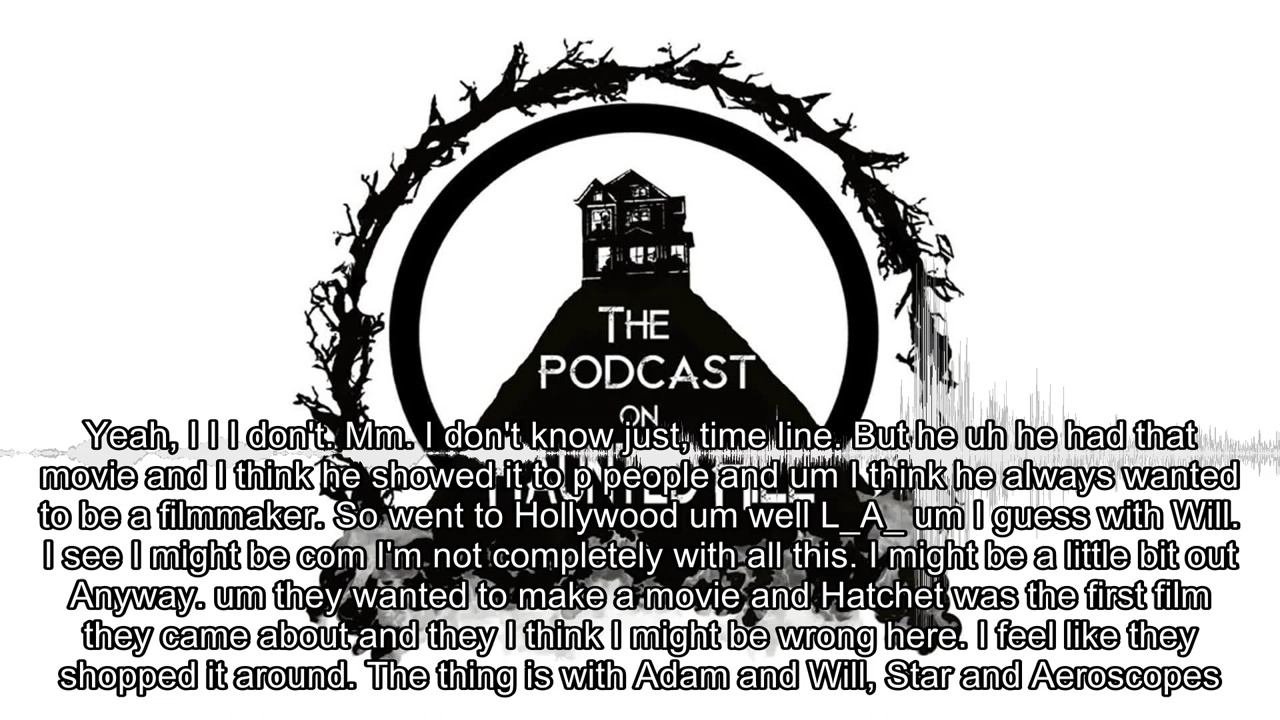 THE
PODCAST
ON
HAUNTED HILL
Yeah, I I I don't. Mm. I don't know just, time line. But he uh he had that
movie and I think he showed it to p people and um I think he always wanted
to be a filmmaker. So went to Hollywood um well L_A_ um I guess with Will.
I see I might be com I'm not completely with all this. I might be a little bit out
Anyway. um they wanted to make a movie and Hatchet was the first film
they came about and they I think I might be wrong here. I feel like they
shopped it around. The thing is with Adam and Will, Star and Aeroscopes